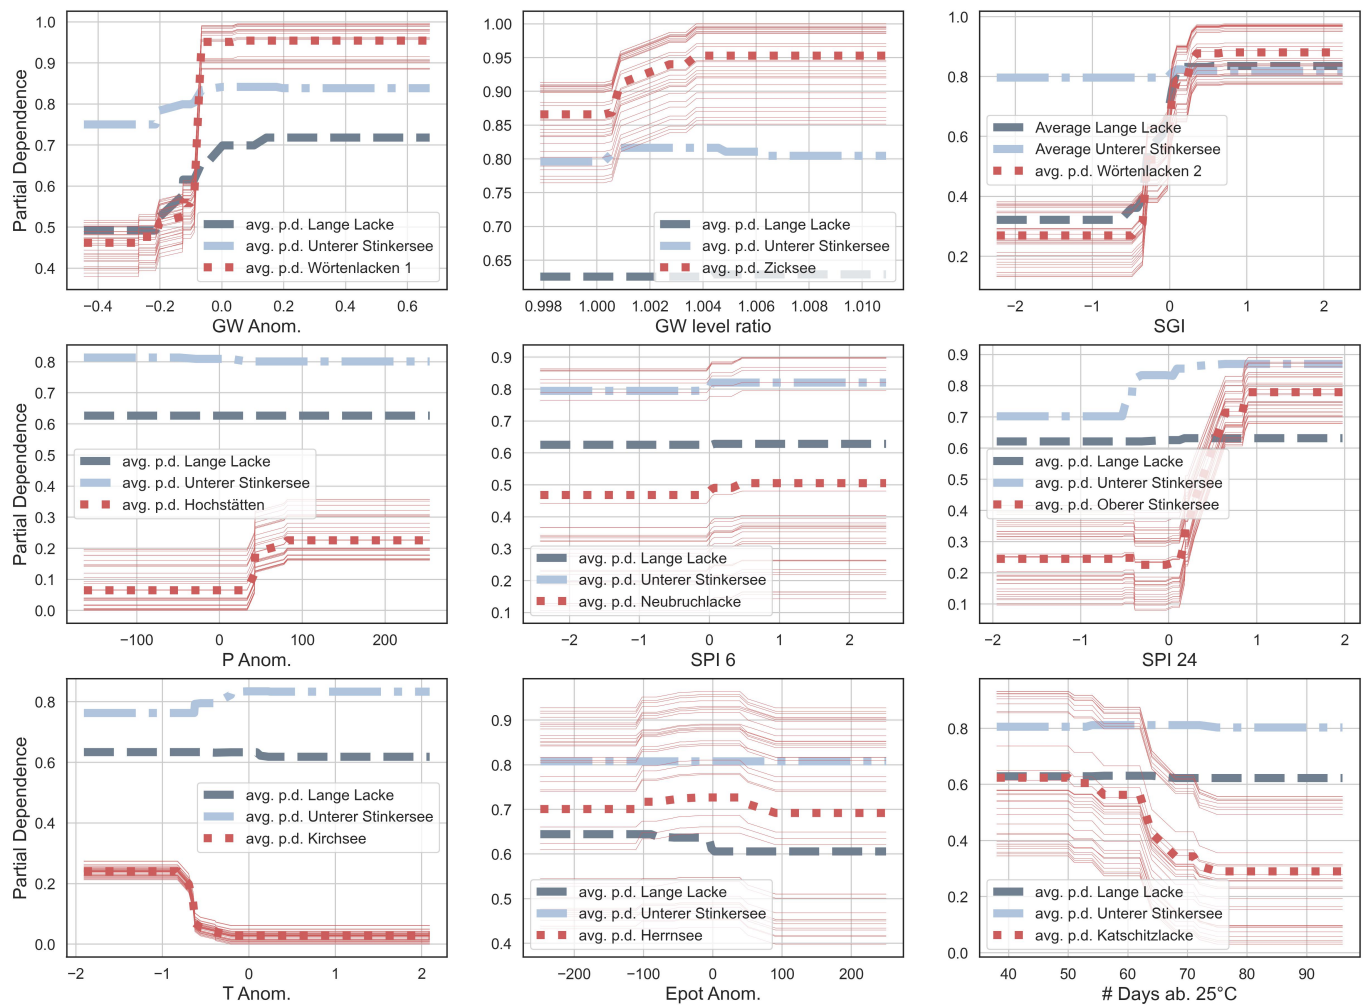 Partial Dependence
1.0
0.9
0.8
0.7
0.6
0.5
0.4
avg. p.d. Lange Lacke
avg. p.d. Unterer Stinkersee
avg. p.d. Wörtenlacken 1
−0.4 −0.2 0.0 0.2 0.4 0.6
GW Anom.
1.00
0.95
0.90
0.85
0.80
0.75
0.70
0.65
avg. p.d. Lange Lacke
avg. p.d. Unterer Stinkersee
avg. p.d. Zicksee
0.998 1.000 1.002 1.004 1.006 1.008 1.010
GW level ratio
1.0
0.8
0.6
0.4
0.2
Average Lange Lacke
Average Unterer Stinkersee
avg. p.d. Wörtenlacken 2
−2 −1 0 1 2
SGI
Partial Dependence
0.8
0.7
0.6
0.5
0.4
0.3
0.2
0.1
0.0
avg. p.d. Lange Lacke
avg. p.d. Unterer Stinkersee
avg. p.d. Hochstätten
−100 0 100 200
P Anom.
0.9
0.8
0.7
0.6
0.5
0.4
0.3
0.2
0.1
avg. p.d. Lange Lacke
avg. p.d. Unterer Stinkersee
avg. p.d. Neubruchlacke
−2 −1 0 1 2
SPI 6
0.9
0.8
0.7
0.6
0.5
0.4
0.3
0.2
0.1
avg. p.d. Lange Lacke
avg. p.d. Unterer Stinkersee
avg. p.d. Oberer Stinkersee
−2 −1 0 1 2
SPI 24
Partial Dependence
0.8
0.6
0.4
0.2
0.0
avg. p.d. Lange Lacke
avg. p.d. Unterer Stinkersee
avg. p.d. Kirchsee
−2 −1 0 1 2
T Anom.
0.9
0.8
0.7
0.6
0.5
0.4
avg. p.d. Lange Lacke
avg. p.d. Unterer Stinkersee
avg. p.d. Herrnsee
−200 −100 0 100 200
Epot Anom.
0.8
0.6
0.4
0.2
0.0
avg. p.d. Lange Lacke
avg. p.d. Unterer Stinkersee
avg. p.d. Katschitzlacke
40 50 60 70 80 90
# Days ab. 25°C